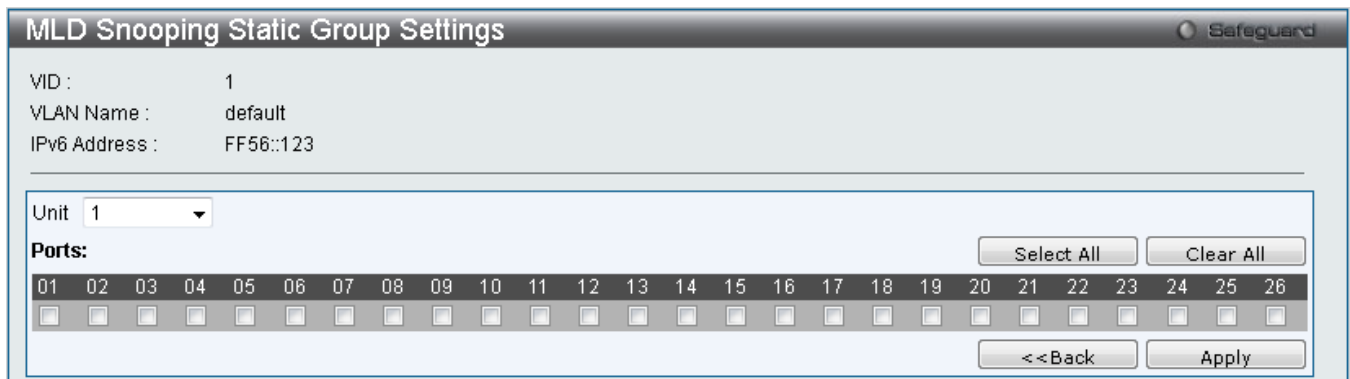 MLD Snooping Static Group Settings Safeguard
VID : 1
VLAN Name : default
IPv6 Address : FF56::123
Unit 1
Ports: Select All Clear All
01 02 03 04 05 06 07 08 09 10 11 12 13 14 15 16 17 18 19 20 21 22 23 24 25 26
<<Back Apply